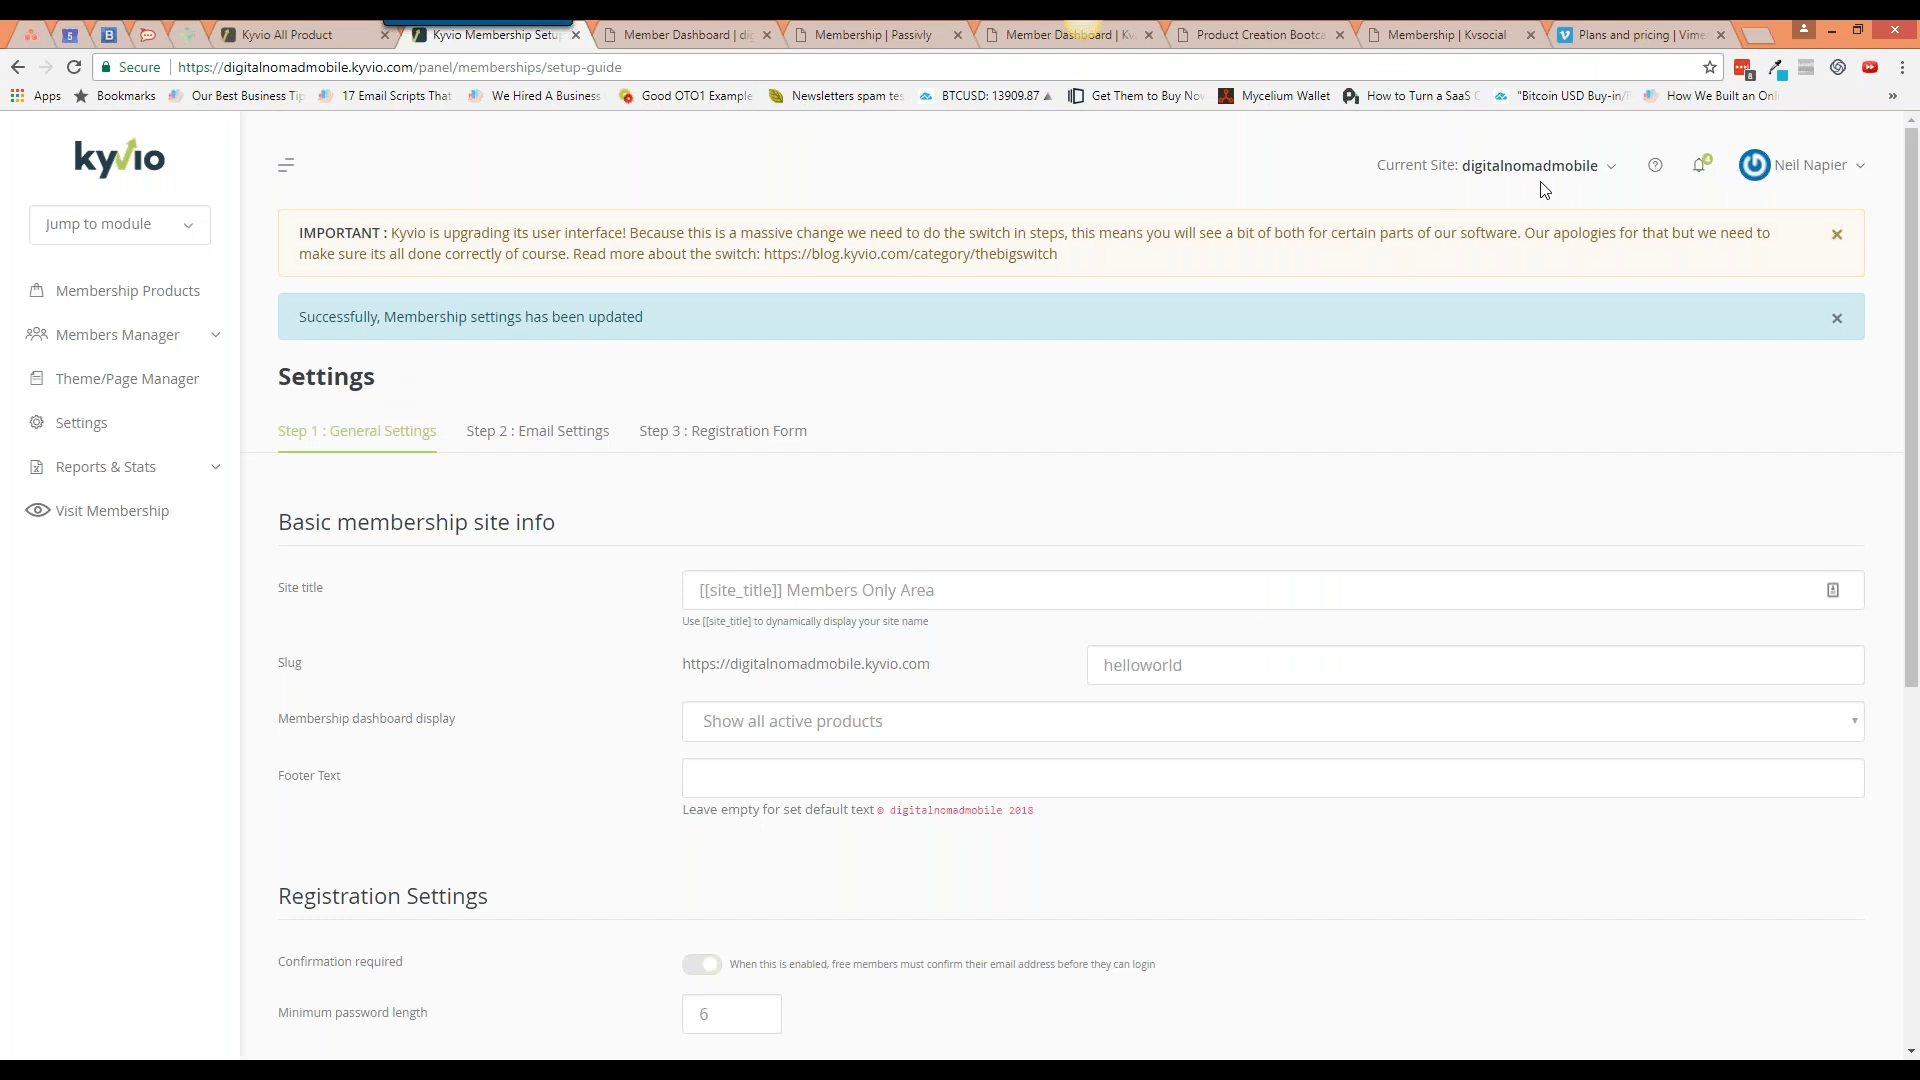 Kyvio All Product
Kyvio Membership Setu
Member Dashboard | di
Membership | Passivly
Member Dashboard | Kv
Product Creation Bootca
Membership | Kvsocial
Plans and pricing | Vime
Secure
https://digitalnomadmobile.kyvio.com/panel/memberships/setup-guide
Apps
Bookmarks
Our Best Business Tip
17 Email Scripts That
We Hired A Business
Good OTO1 Example
Newsletters spam tes
BTCUSD: 13909.87 ▲
Get Them to Buy Now
Mycelium Wallet
How to Turn a SaaS C
"Bitcoin USD Buy-in/
How We Built an Onl
»
kyvio
Current Site: digitalnomadmobile
Neil Napier
Jump to module
Membership Products
Members Manager
Theme/Page Manager
Settings
Reports & Stats
Visit Membership
IMPORTANT : Kyvio is upgrading its user interface! Because this is a massive change we need to do the switch in steps, this means you will see a bit of both for certain parts of our software. Our apologies for that but we need to
make sure its all done correctly of course. Read more about the switch: https://blog.kyvio.com/category/thebigswitch
Successfully, Membership settings has been updated
Settings
Step 1 : General Settings
Step 2 : Email Settings
Step 3 : Registration Form
Basic membership site info
Site title
[[site_title]] Members Only Area
Use [[site_title] to dynamically display your site name
Slug
https://digitalnomadmobile.kyvio.com
helloworld
Membership dashboard display
Show all active products
Footer Text
Leave empty for set default text © digitalnomadmobile 2018
Registration Settings
Confirmation required
When this is enabled, free members must confirm their email address before they can login
Minimum password length
6